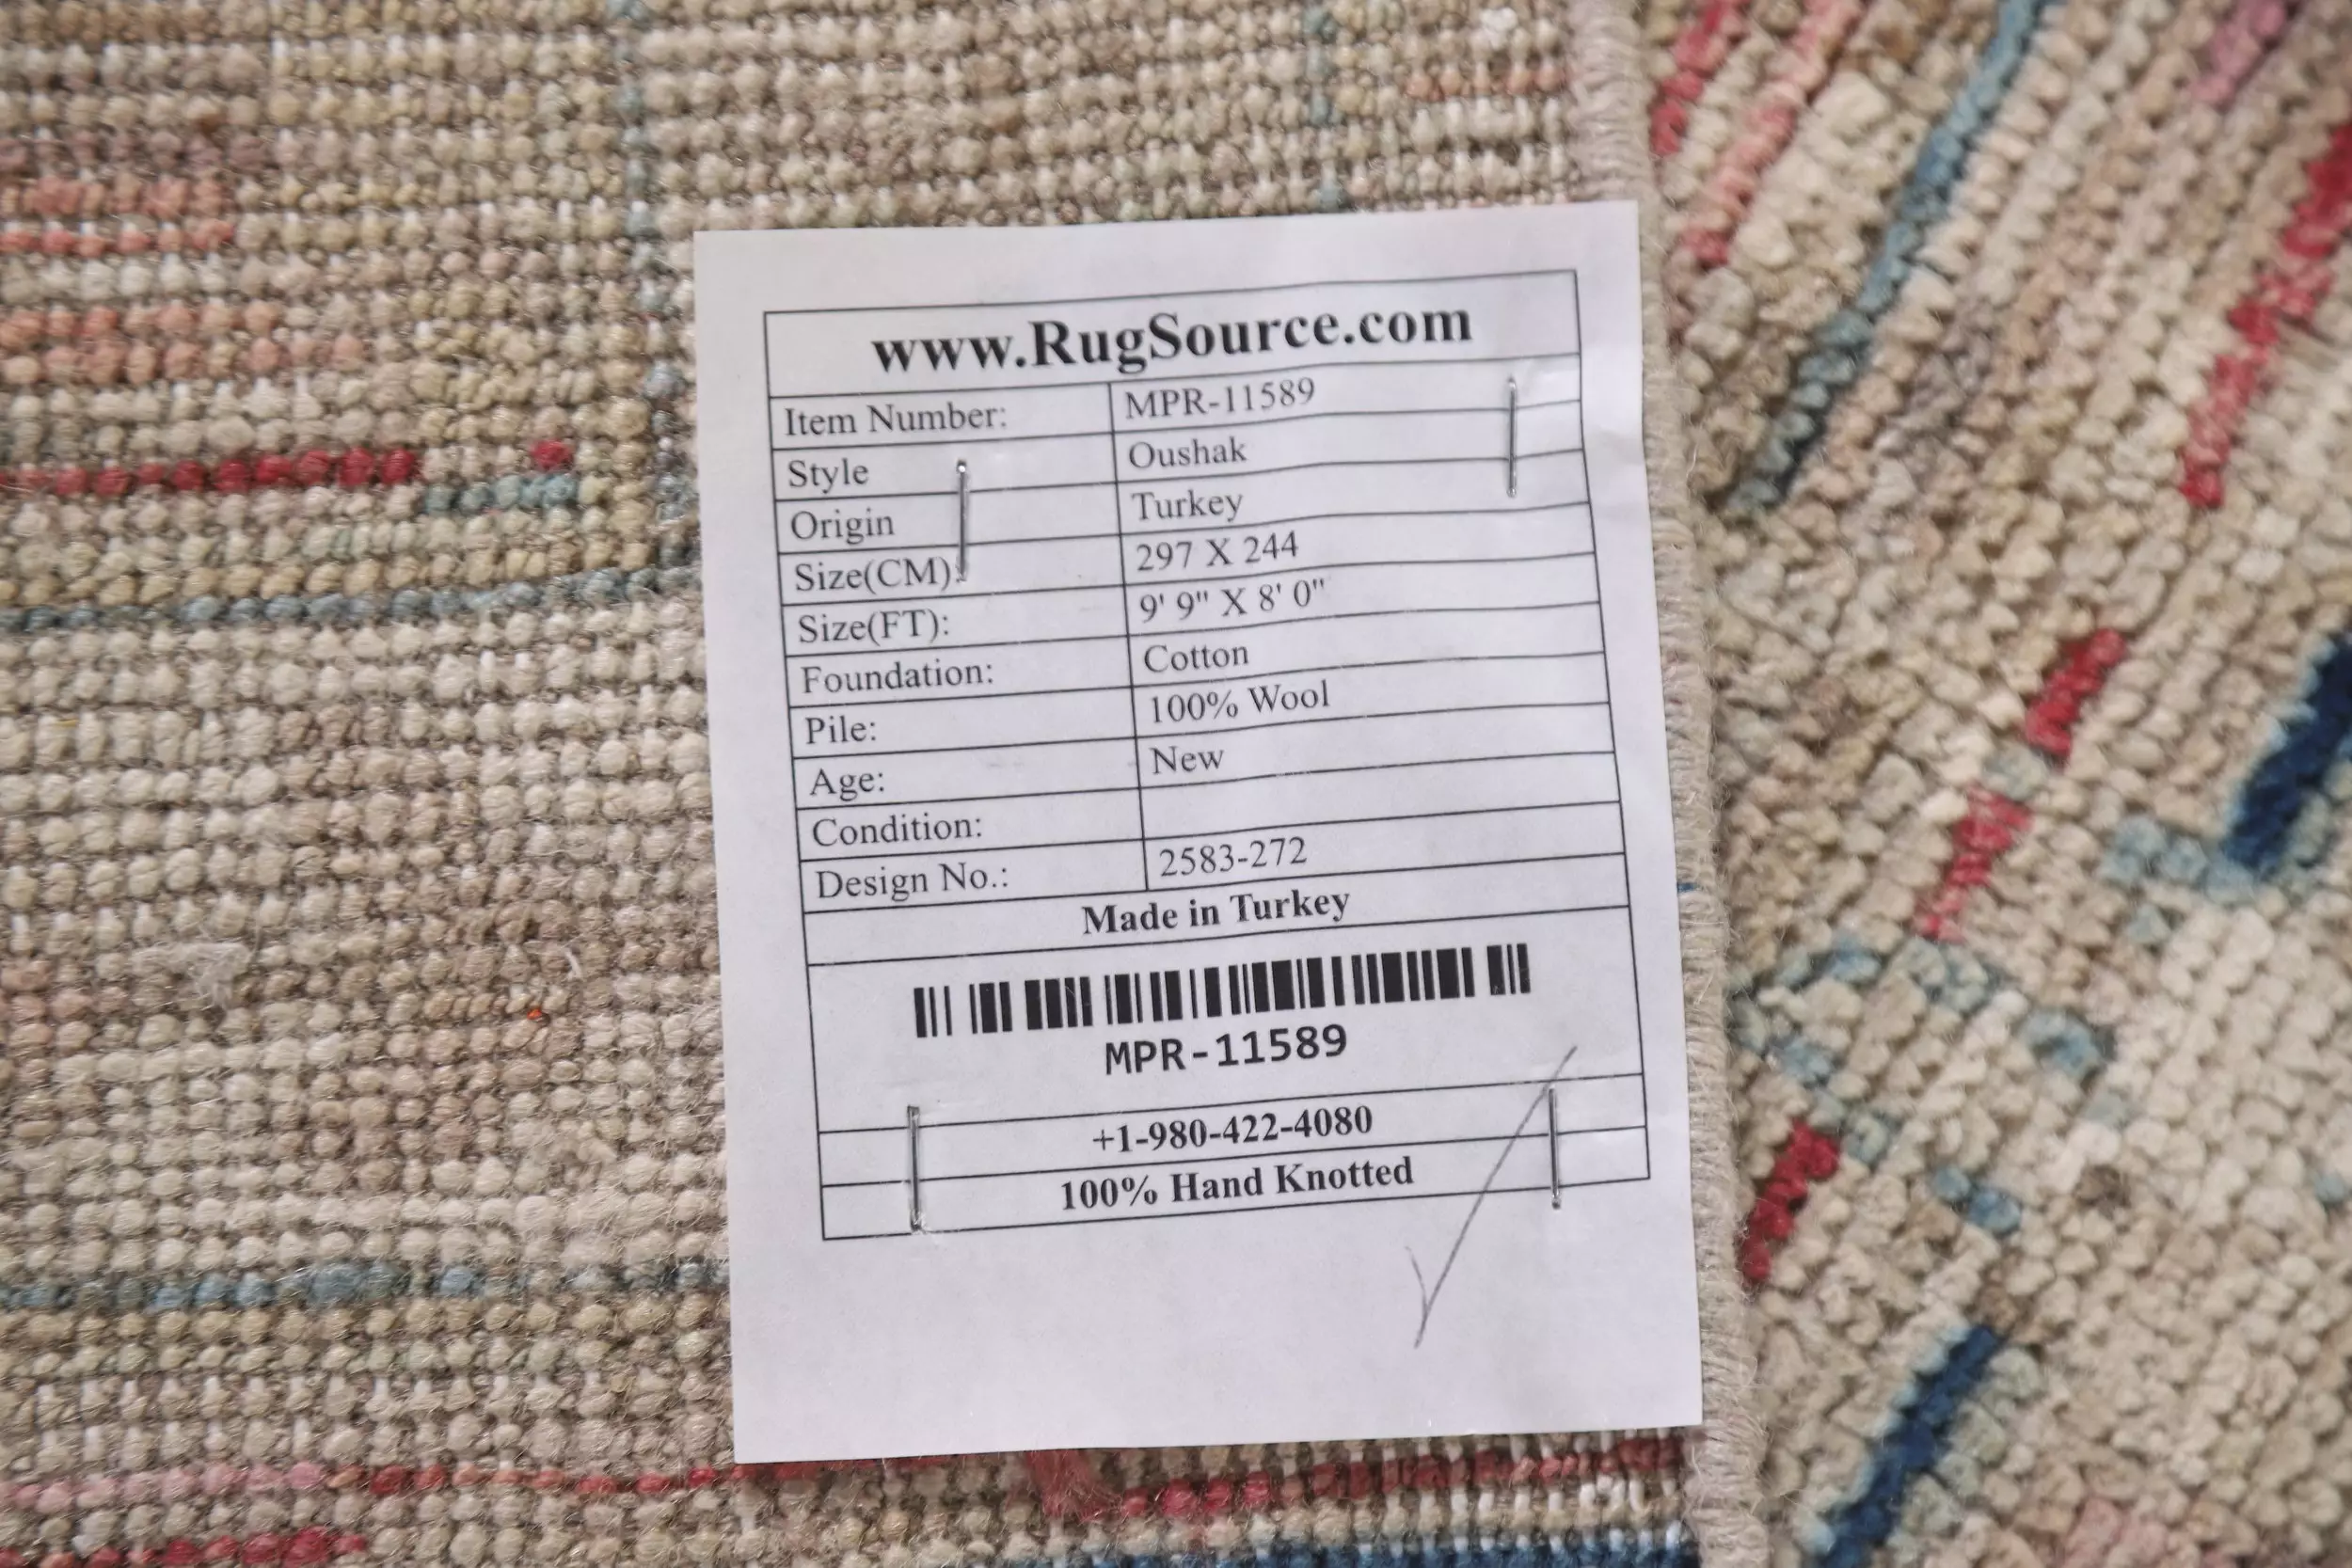 www.RugSource.com
Item Number: MPR-11589
Style Oushak
Origin Turkey
Size(CM): 297 X 244
Size(FT): 9' 9" X 8' 0"
Foundation: Cotton
Pile: 100% Wool
Age: New
Condition:
Design No.: 2583-272
Made in Turkey
MPR-11589
+1-980-422-4080
100% Hand Knotted